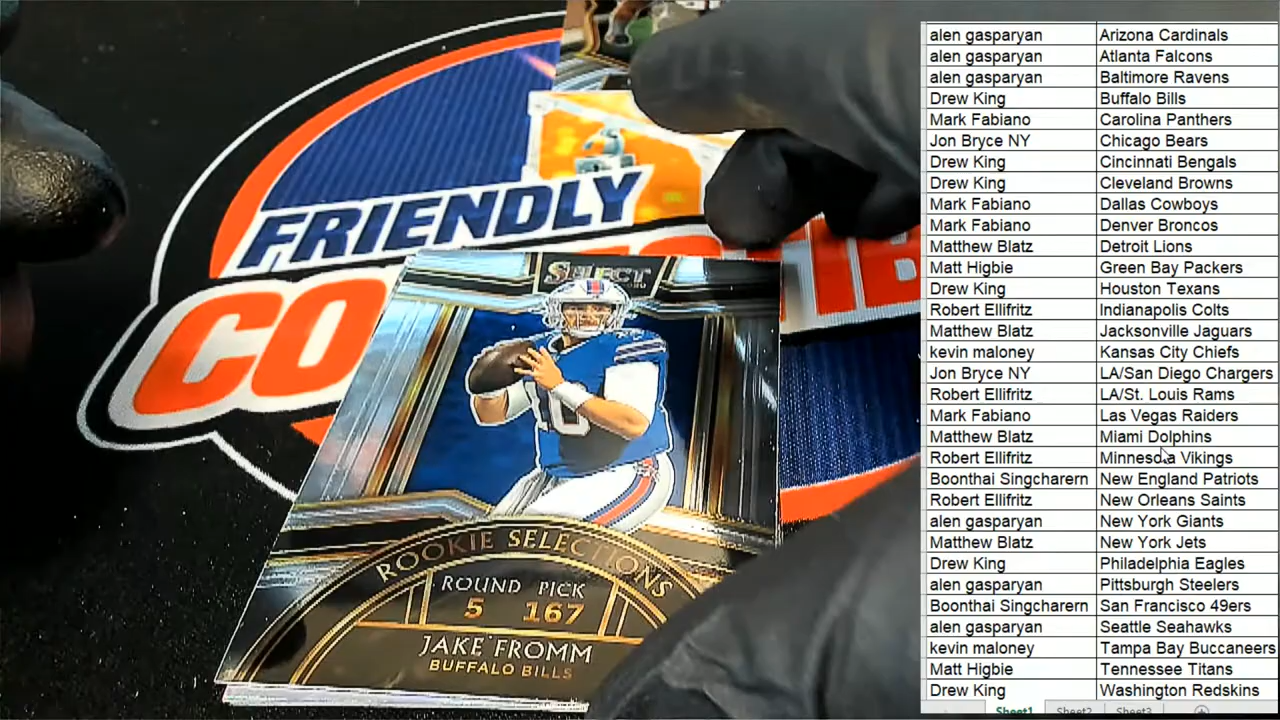 FRIENDLY
SELECT
10
ROOKIE SELECTIONS
ROUND PICK
5 167
JAKE FROMM
BUFFALO BILLS
alen gasparyan Arizona Cardinals
alen gasparyan Atlanta Falcons
alen gasparyan Baltimore Ravens
Drew King Buffalo Bills
Mark Fabiano Carolina Panthers
Jon Bryce NY Chicago Bears
Drew King Cincinnati Bengals
Drew King Cleveland Browns
Mark Fabiano Dallas Cowboys
Mark Fabiano Denver Broncos
Matthew Blatz Detroit Lions
Matt Higbie Green Bay Packers
Drew King Houston Texans
Robert Ellifritz Indianapolis Colts
Matthew Blatz Jacksonville Jaguars
kevin maloney Kansas City Chiefs
Jon Bryce NY LA/San Diego Chargers
Robert Ellifritz LA/St. Louis Rams
Mark Fabiano Las Vegas Raiders
Matthew Blatz Miami Dolphins
Robert Ellifritz Minnesota Vikings
Boonthai Singcharern New England Patriots
Robert Ellifritz New Orleans Saints
alen gasparyan New York Giants
Matthew Blatz New York Jets
Drew King Philadelphia Eagles
alen gasparyan Pittsburgh Steelers
Boonthai Singcharern San Francisco 49ers
alen gasparyan Seattle Seahawks
kevin maloney Tampa Bay Buccaneers
Matt Higbie Tennessee Titans
Drew King Washington Redskins
Sheet1 Sheet2 Sheet3